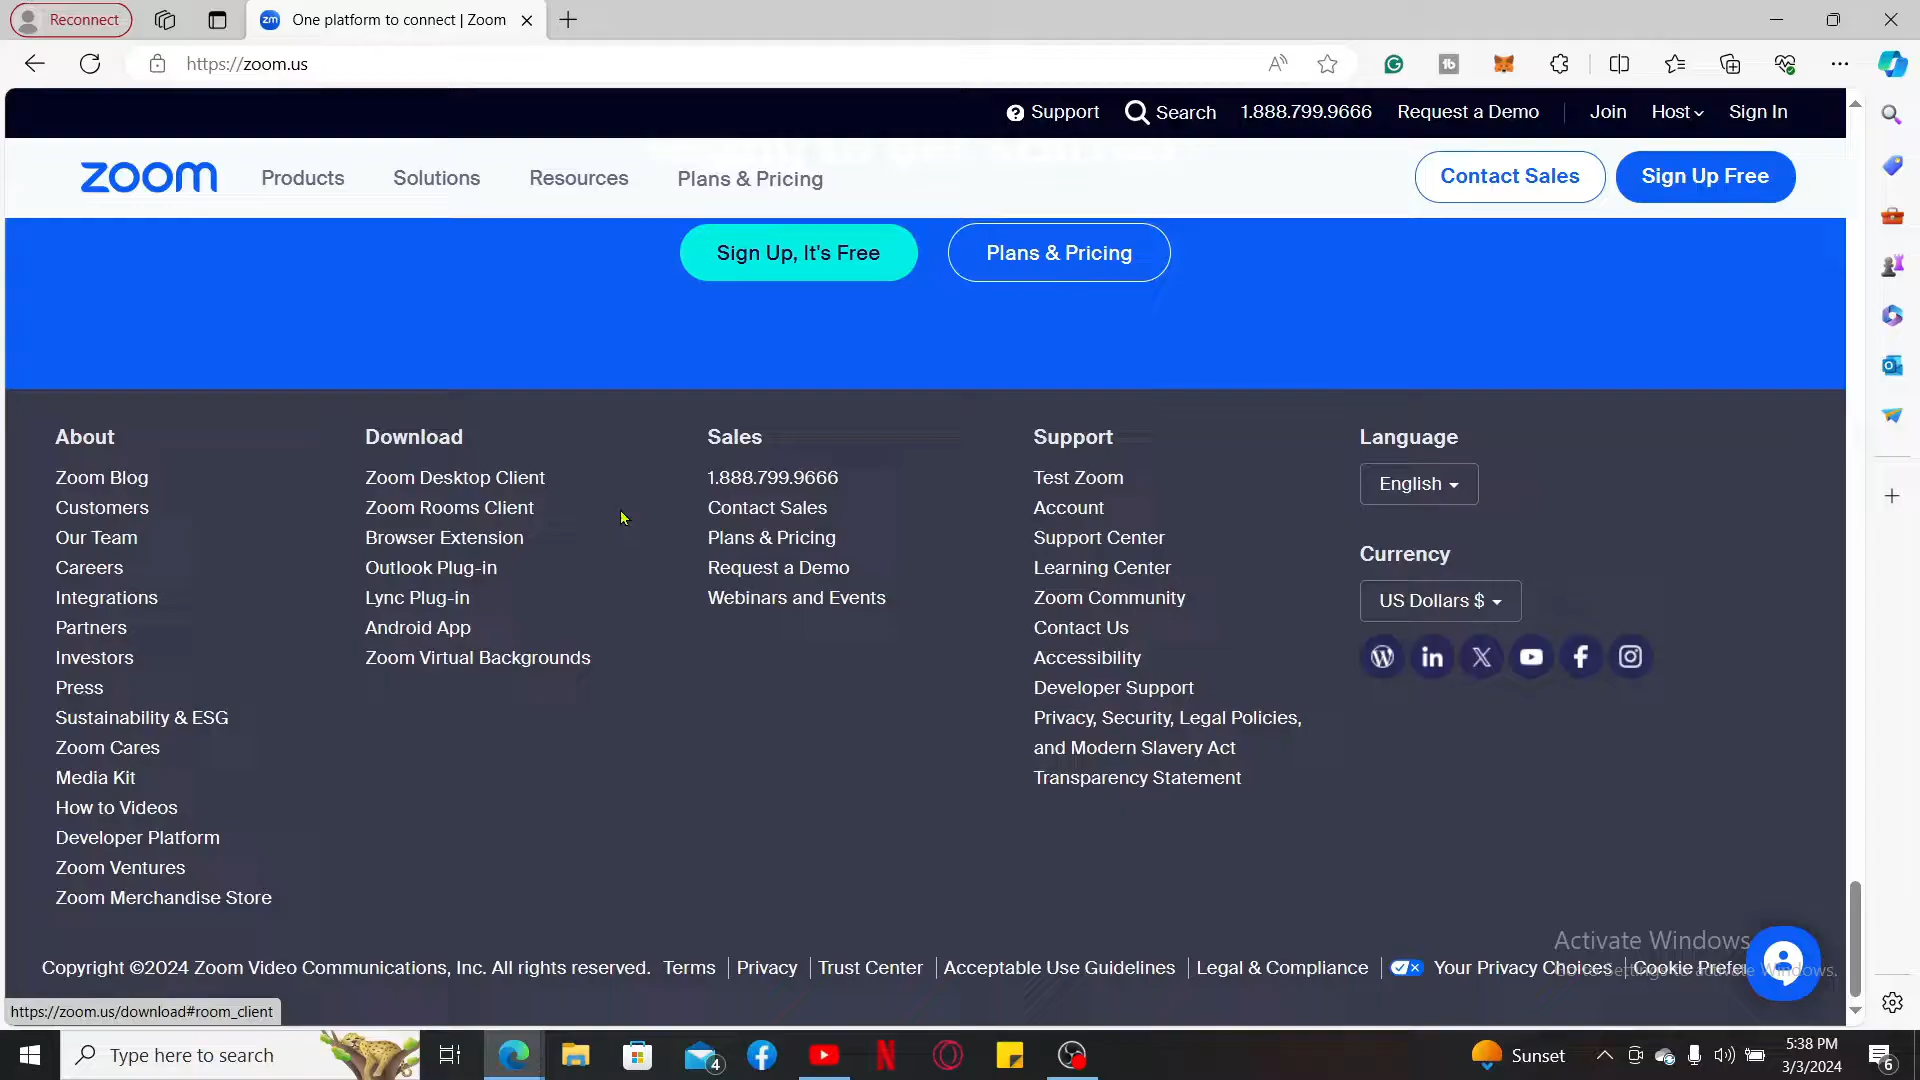 Reconnect
One platform to connect | Zoom
https://zoom.us
Support
Search
1.888.799.9666
Request a Demo
Join
Host
Sign In
zoom
Products
Solutions
Resources
Plans & Pricing
Contact Sales
Sign Up Free
Sign Up, It's Free
Plans & Pricing
About
Zoom Blog
Customers
Our Team
Careers
Integrations
Partners
Investors
Press
Sustainability & ESG
Zoom Cares
Media Kit
How to Videos
Developer Platform
Zoom Ventures
Zoom Merchandise Store
Download
Zoom Desktop Client
Zoom Rooms Client
Browser Extension
Outlook Plug-in
Lync Plug-in
Android App
Zoom Virtual Backgrounds
Sales
1.888.799.9666
Contact Sales
Plans & Pricing
Request a Demo
Webinars and Events
Support
Test Zoom
Account
Support Center
Learning Center
Zoom Community
Contact Us
Accessibility
Developer Support
Privacy, Security, Legal Policies,
and Modern Slavery Act
Transparency Statement
Language
English
Currency
US Dollars $
Activate Windows
Copyright ©2024 Zoom Video Communications, Inc. All rights reserved. Terms | Privacy | Trust Center | Acceptable Use Guidelines | Legal & Compliance | Your Privacy Choices | Cookie Prefe
Go to Settings to activate Windows.
https://zoom.us/download#room_client
Type here to search
4
Sunset
5:38 PM
3/3/2024
6